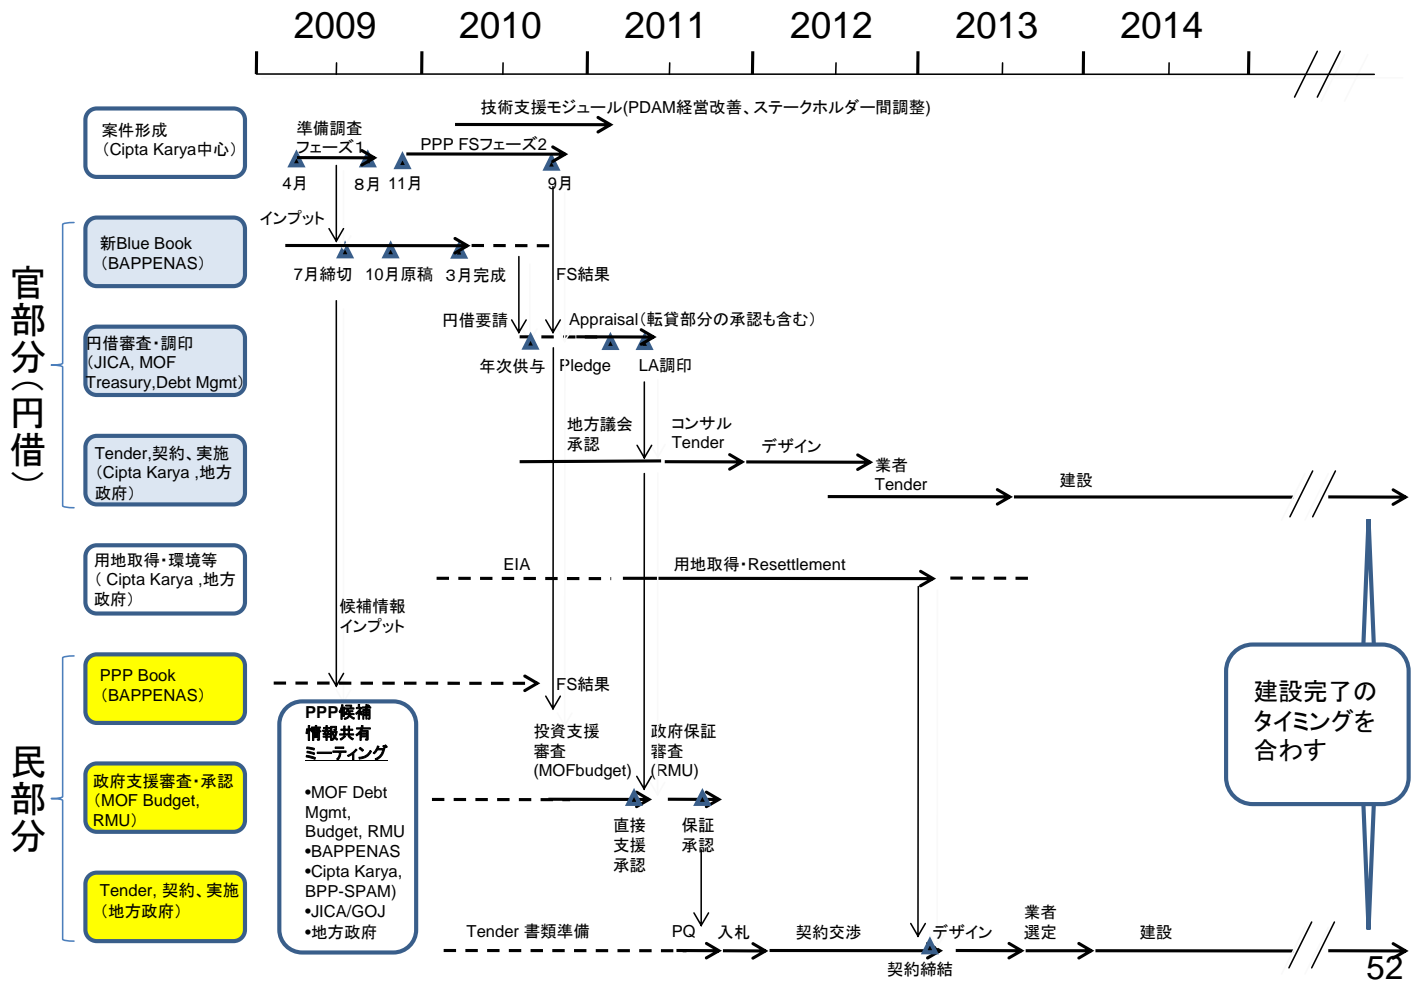 2009
2010
2011
2012
2013
2014
案件形成
（Cipta Karya中心）
準備調査
フェーズ1
技術支援モジュール(PDAM経営改善、ステークホルダー間調整)
PPP FSフェーズ2
4月
8月
11月
9月
官部分（円借）
新Blue Book
（BAPPENAS）
インプット
7月締切
10月原稿
3月完成
FS結果
円借審査・調印
（JICA, MOF
Treasury,Debt Mgmt）
円借要請
Appraisal（転貸部分の承認も含む）
年次供与
Pledge
LA調印
Tender,契約、実施
（Cipta Karya ,地方
政府）
地方議会
承認
コンサル
Tender
デザイン
業者
Tender
建設
用地取得・環境等
（ Cipta Karya ,地方
政府）
EIA
用地取得・Resettlement
候補情報
インプット
民部分
PPP Book
（BAPPENAS）
FS結果
PPP候補
情報共有
ミーティング
•MOF Debt
Mgmt,
Budget, RMU
•BAPPENAS
•Cipta Karya,
BPP-SPAM)
•JICA/GOJ
•地方政府
政府支援審査・承認
（MOF Budget,
RMU）
投資支援
審査
(MOFbudget)
政府保証
審査
(RMU)
直接
支援
承認
保証
承認
Tender, 契約、実施
（地方政府）
Tender 書類準備
PQ
入札
契約交渉
契約締結
デザイン
業者
選定
建設
建設完了の
タイミングを
合わす
52